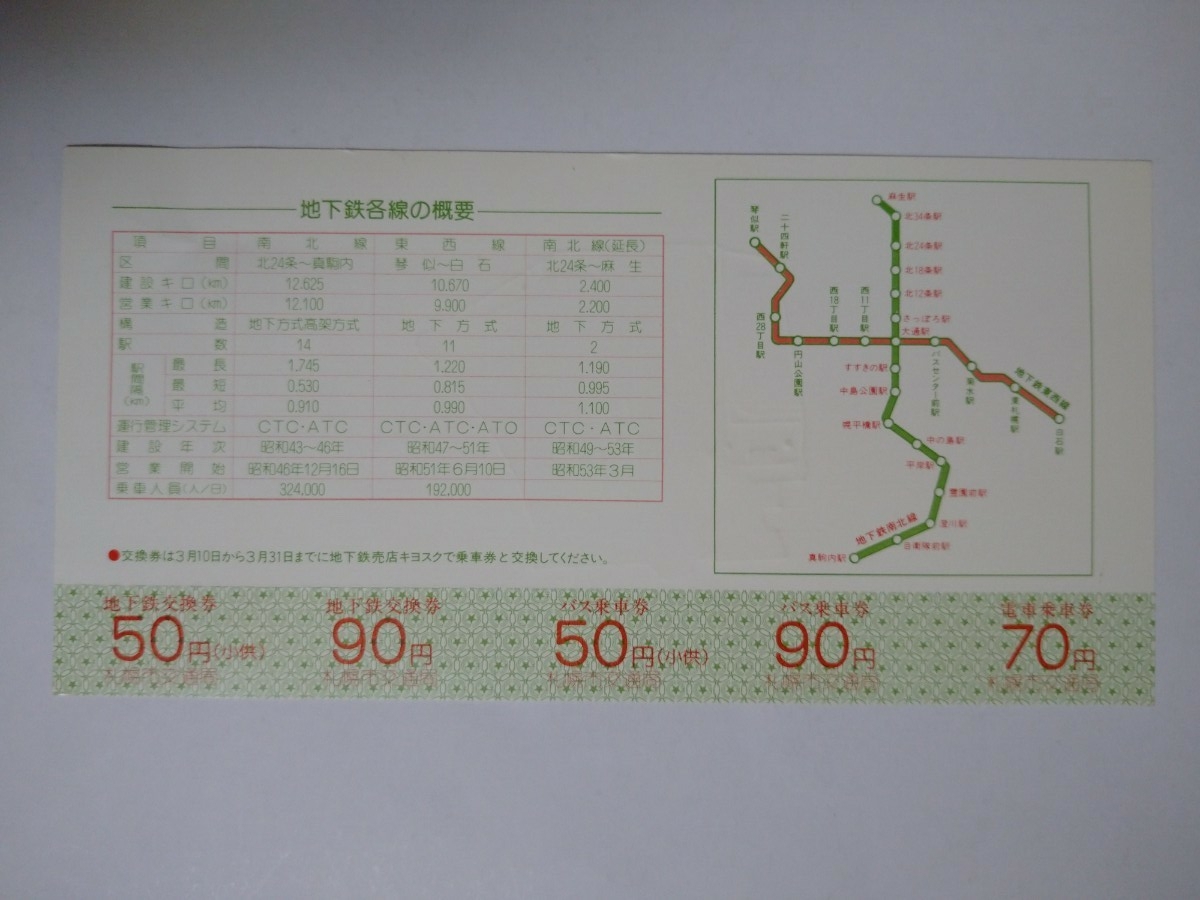 地下鉄各線の概要
項目 南北線 東西線 南北線(延長)
区間 北24条〜真駒内 琴似〜白石 北24条〜麻生
建設キロ(km) 12.625 10.670 2.400
営業キロ(km) 12.100 9.900 2.200
構造 地下方式高架方式 地下方式 地下方式
駅数 14 11 2
駅間隔(km)
最長 1.745 1.220 1.190
最短 0.530 0.815 0.995
平均 0.910 0.990 1.100
運行管理システム CTC・ATC CTC・ATC・ATO CTC・ATC
建設年次 昭和43〜46年 昭和47〜51年 昭和49〜53年
営業開始 昭和46年12月16日 昭和51年6月10日 昭和53年3月
乗車人員(人/日) 324,000 192,000
●交換券は3月10日から3月31日までに地下鉄売店キヨスクで乗車券と交換してください。
麻生駅
北34条駅
北24条駅
北18条駅
北12条駅
さっぽろ駅
大通駅
すすきの駅
中島公園駅
幌平橋駅
中の島駅
平岸駅
霊園前駅
澄川駅
自衛隊前駅
真駒内駅
地下鉄南北線
琴似駅
二十四軒駅
西28丁目駅
円山公園駅
西18丁目駅
西11丁目駅
バスセンター前駅
菊水駅
東札幌駅
白石駅
地下鉄東西線
地下鉄交換券
50円(小供)
札幌市交通局
地下鉄交換券
90円
札幌市交通局
バス乗車券
50円(小供)
札幌市交通局
バス乗車券
90円
札幌市交通局
電車乗車券
70円
札幌市交通局